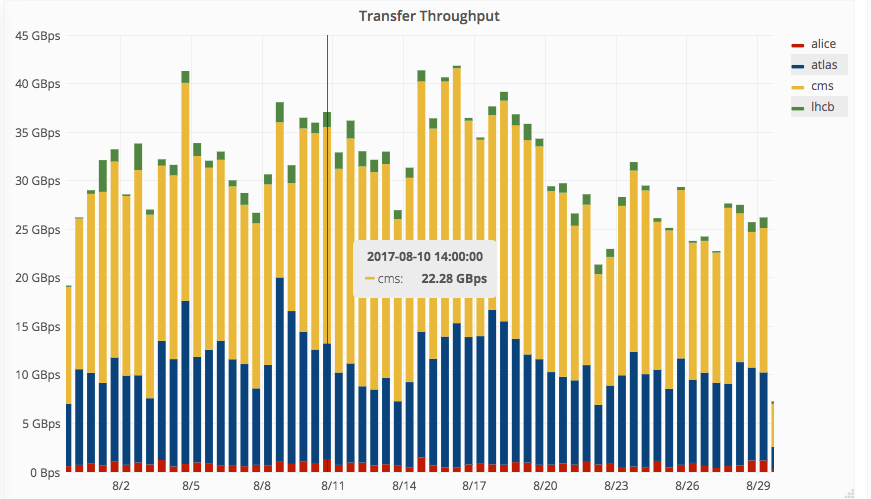 Transfer Throughput
45 GBps
40 GBps
35 GBps
30 GBps
25 GBps
20 GBps
15 GBps
10 GBps
5 GBps
0 Bps
8/2 8/5 8/8 8/11 8/14 8/17 8/20 8/23 8/26 8/29
alice
atlas
cms
lhcb
2017-08-10 14:00:00
cms: 22.28 GBps